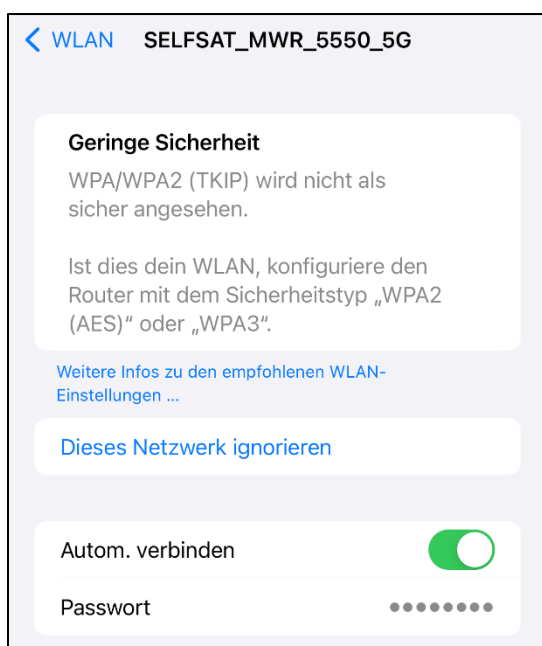 WLAN SELFSAT_MWR_5550_5G
Geringe Sicherheit
WPA/WPA2 (TKIP) wird nicht als
sicher angesehen.
Ist dies dein WLAN, konfiguriere den
Router mit dem Sicherheitstyp „WPA2
(AES)“ oder „WPA3“.
Weitere Infos zu den empfohlenen WLAN-
Einstellungen ...
Dieses Netzwerk ignorieren
Autom. verbinden
Passwort ●●●●●●●●